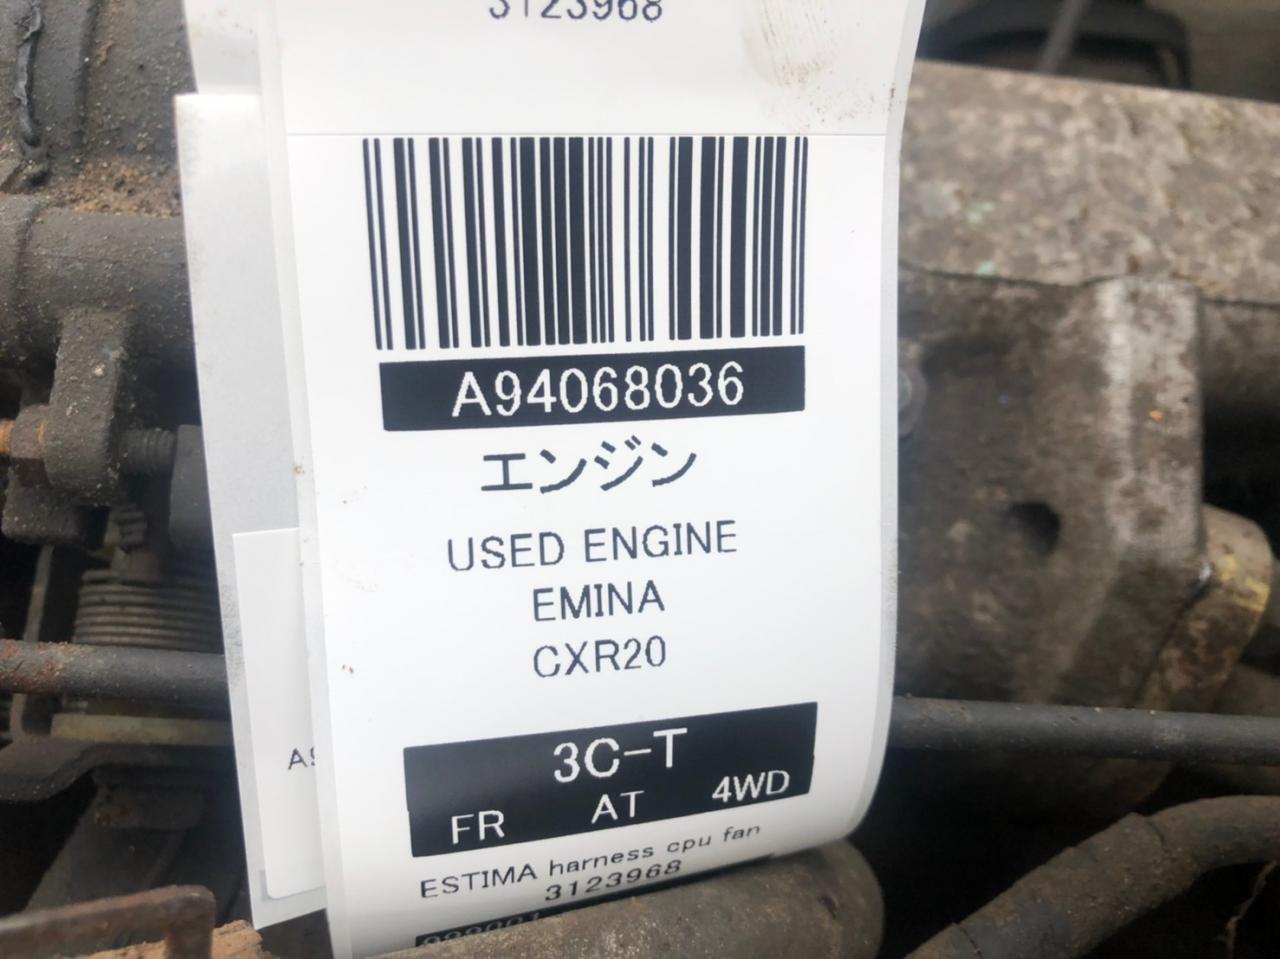 3123968
A94068036
エンジン
USED ENGINE
EMINA
CXR20
3C-T
FR AT 4WD
ESTIMA harness cpu fan
3123968